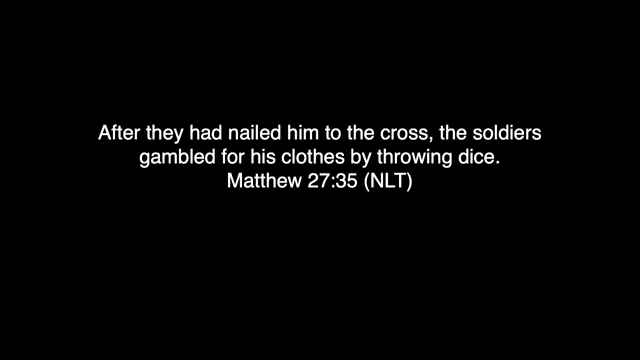 After they had nailed him to the cross, the soldiers
gambled for his clothes by throwing dice.
Matthew 27:35 (NLT)